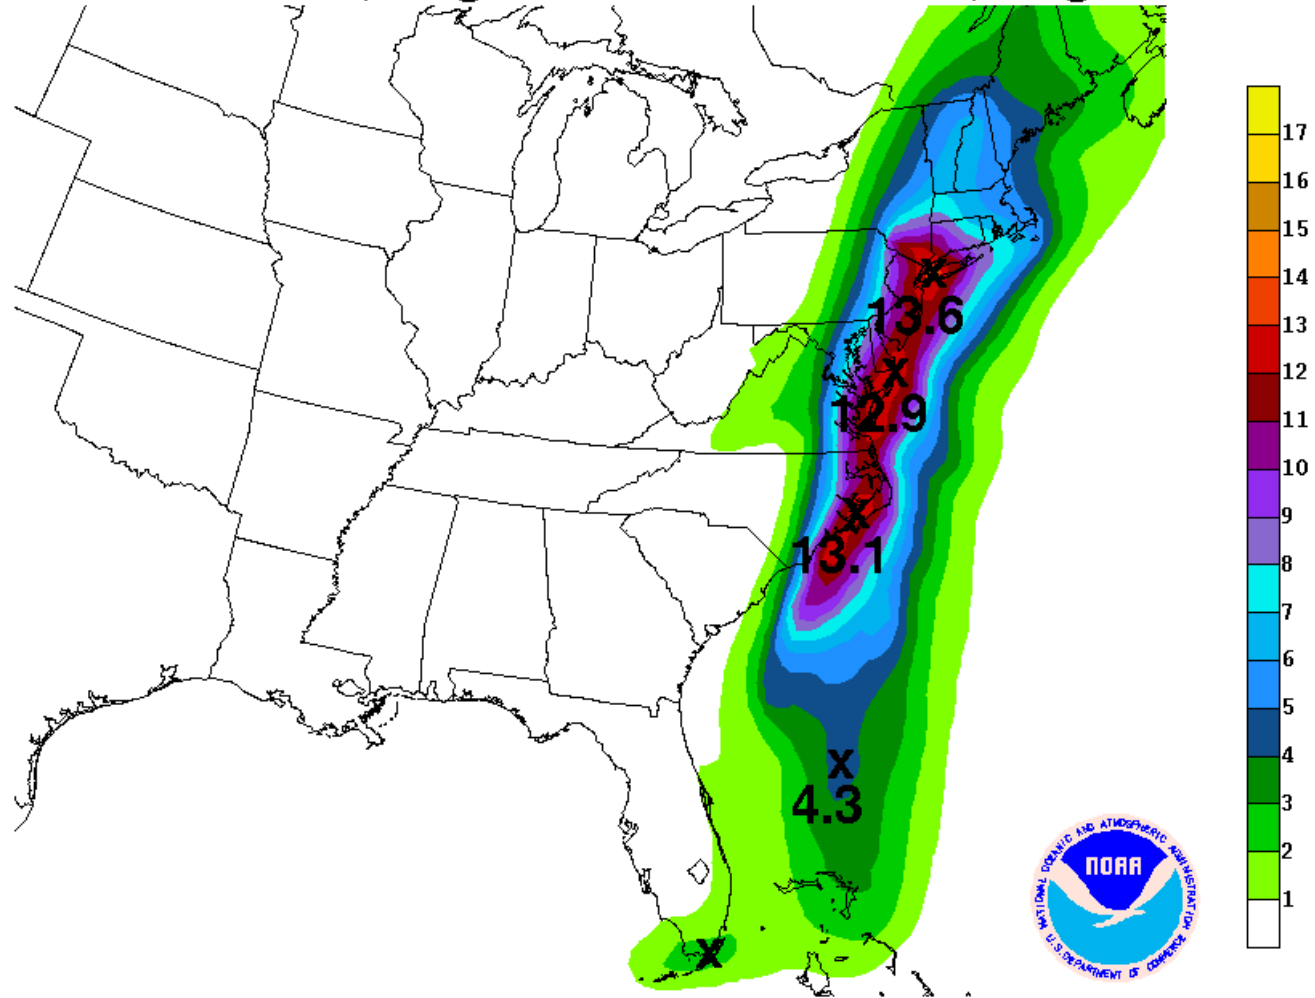 17
16
15
14
13
12
11
10
9
8
7
6
5
4
3
2
1
X
13.6
X
12.9
X
13.1
X
4.3
X
NOAA
NATIONAL OCEANIC AND ATMOSPHERIC ADMINISTRATION
U.S. DEPARTMENT OF COMMERCE